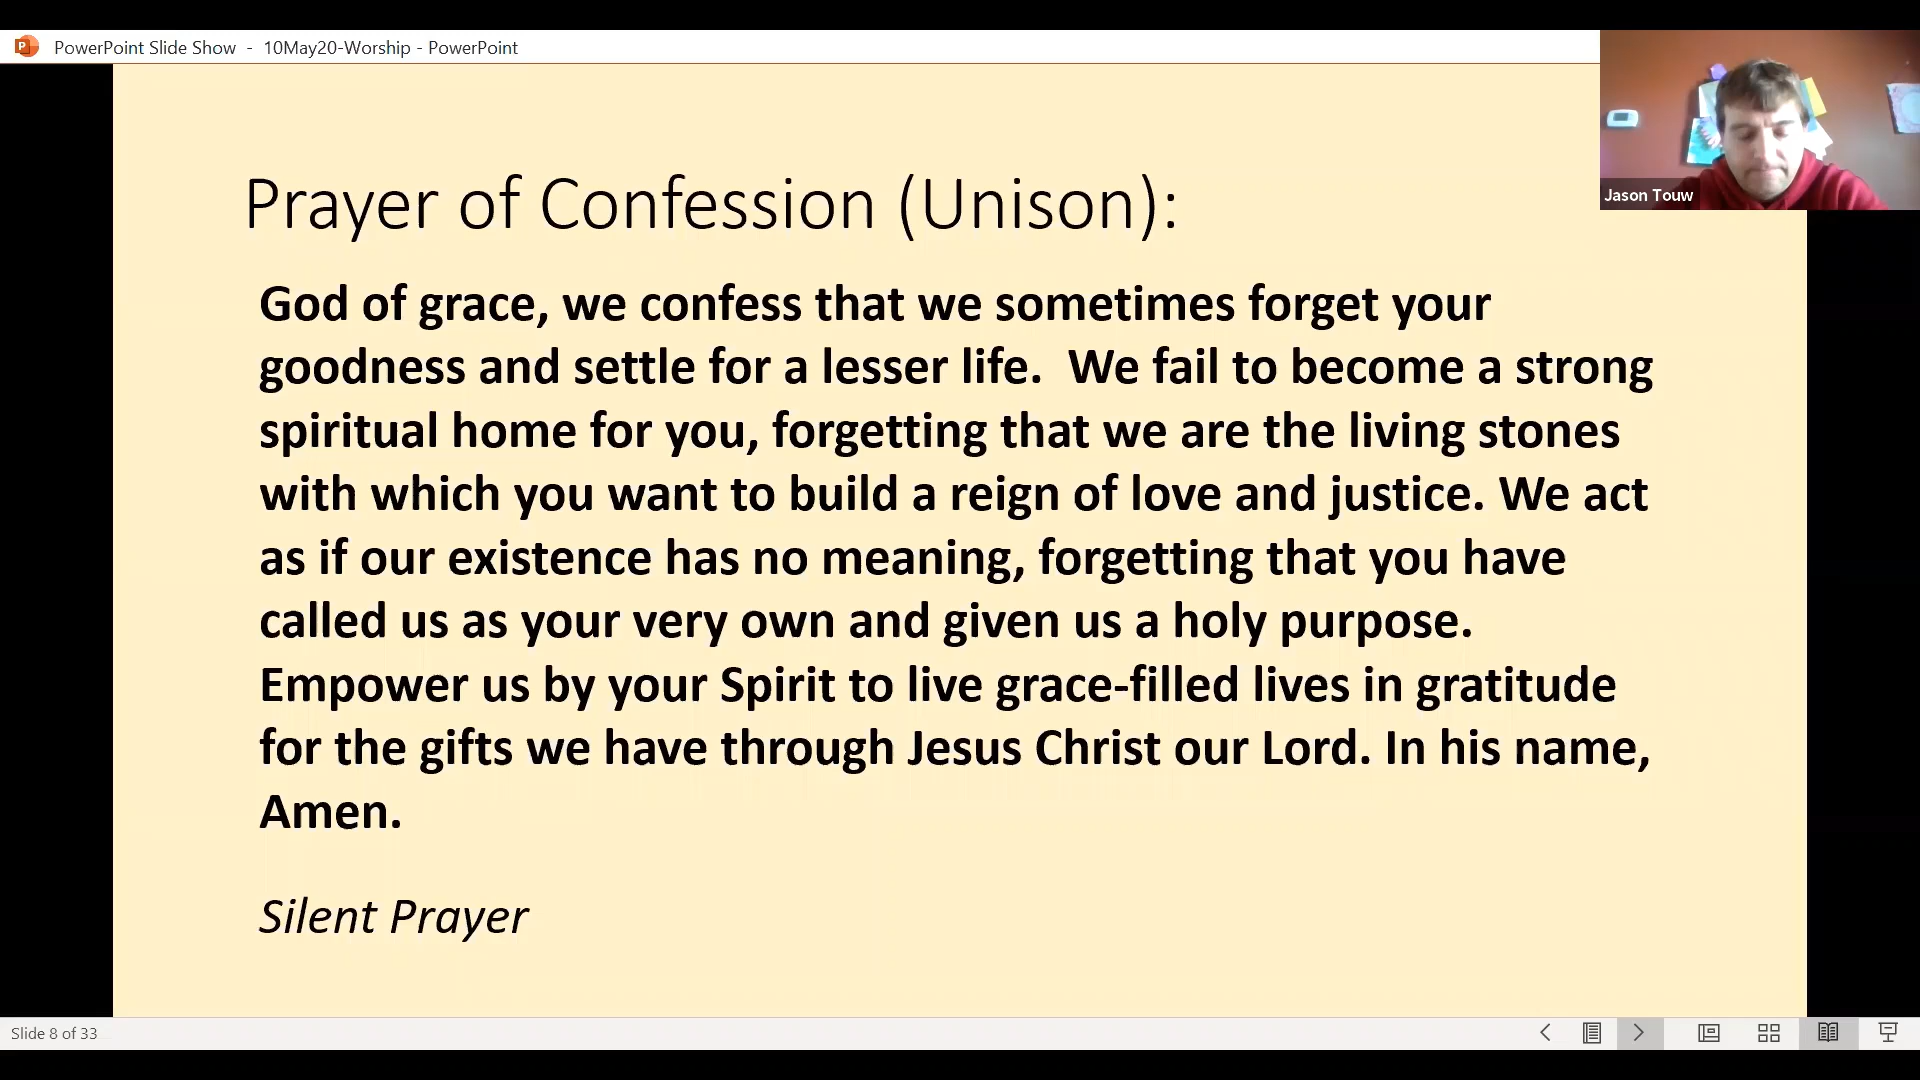 PowerPoint Slide Show - 10May20-Worship - PowerPoint
Jason Touw
Prayer of Confession (Unison):
God of grace, we confess that we sometimes forget your
goodness and settle for a lesser life.  We fail to become a strong
spiritual home for you, forgetting that we are the living stones
with which you want to build a reign of love and justice. We act
as if our existence has no meaning, forgetting that you have
called us as your very own and given us a holy purpose.
Empower us by your Spirit to live grace-filled lives in gratitude
for the gifts we have through Jesus Christ our Lord. In his name,
Amen.
Silent Prayer
Slide 8 of 33